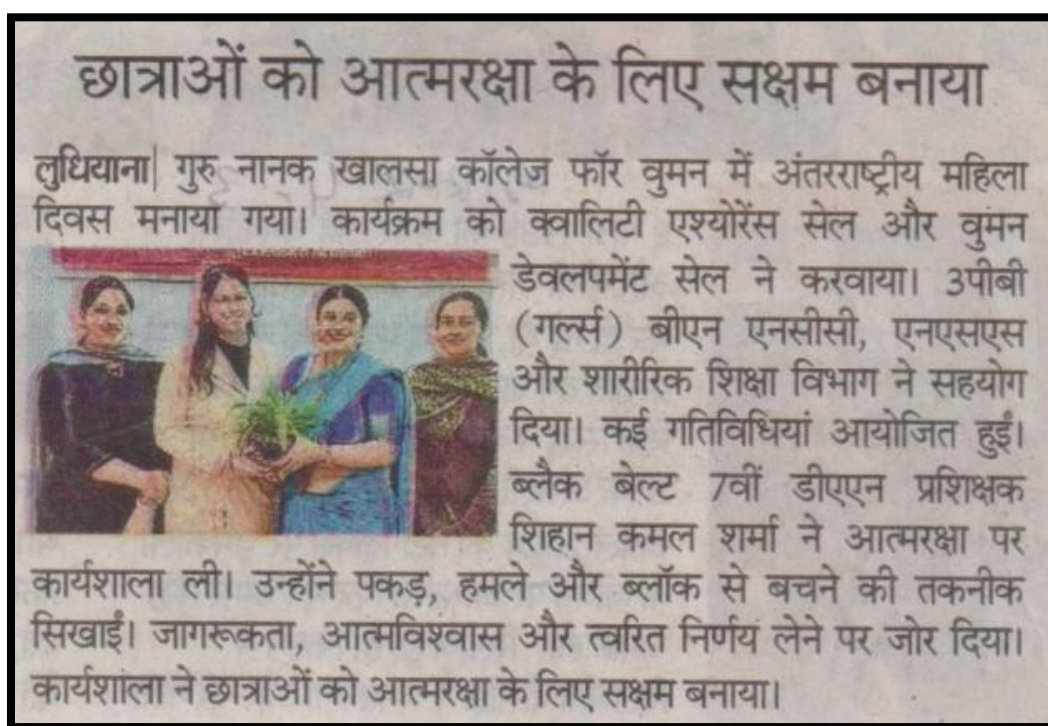 छात्राओं को आत्मरक्षा के लिए सक्षम बनाया
लुधियाना| गुरु नानक खालसा कॉलेज फॉर वुमन में अंतरराष्ट्रीय महिला
दिवस मनाया गया। कार्यक्रम को क्वालिटी एश्योरेंस सेल और वुमन
डेवलपमेंट सेल ने करवाया। 3पीबी
(गर्ल्स) बीएन एनसीसी, एनएसएस
और शारीरिक शिक्षा विभाग ने सहयोग
दिया। कई गतिविधियां आयोजित हुईं।
ब्लैक बेल्ट 7वीं डीएएन प्रशिक्षक
शिहान कमल शर्मा ने आत्मरक्षा पर
कार्यशाला ली। उन्होंने पकड़, हमले और ब्लॉक से बचने की तकनीक
सिखाईं। जागरूकता, आत्मविश्वास और त्वरित निर्णय लेने पर जोर दिया।
कार्यशाला ने छात्राओं को आत्मरक्षा के लिए सक्षम बनाया।